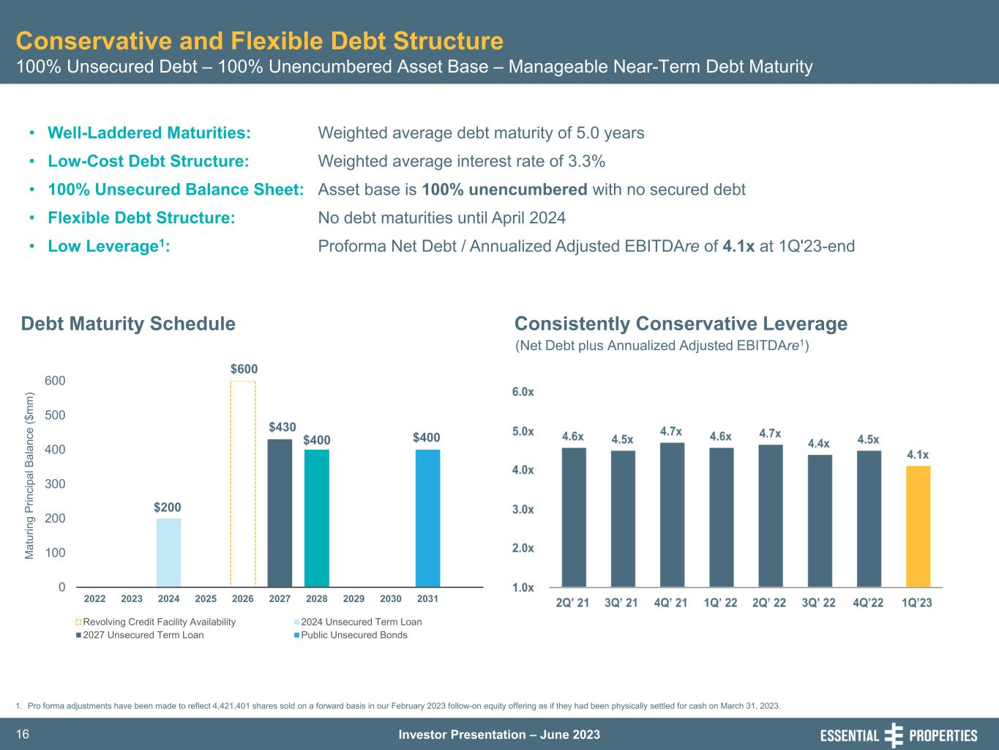 Conservative and Flexible Debt Structure
100% Unsecured Debt – 100% Unencumbered Asset Base – Manageable Near-Term Debt Maturity
• Well-Laddered Maturities: Weighted average debt maturity of 5.0 years
• Low-Cost Debt Structure: Weighted average interest rate of 3.3%
• 100% Unsecured Balance Sheet: Asset base is 100% unencumbered with no secured debt
• Flexible Debt Structure: No debt maturities until April 2024
• Low Leverage¹: Proforma Net Debt / Annualized Adjusted EBITDAre of 4.1x at 1Q'23-end
Debt Maturity Schedule
Maturing Principal Balance ($mm)
600
500
400
300
200
100
0
$200
$600
$430
$400
$400
2022 2023 2024 2025 2026 2027 2028 2029 2030 2031
Revolving Credit Facility Availability 2024 Unsecured Term Loan
2027 Unsecured Term Loan Public Unsecured Bonds
Consistently Conservative Leverage
(Net Debt plus Annualized Adjusted EBITDAre¹)
6.0x
5.0x
4.0x
3.0x
2.0x
1.0x
4.6x 4.5x 4.7x 4.6x 4.7x 4.4x 4.5x 4.1x
2Q’ 21 3Q’ 21 4Q’ 21 1Q’ 22 2Q’ 22 3Q’ 22 4Q’22 1Q’23
1. Pro forma adjustments have been made to reflect 4,421,401 shares sold on a forward basis in our February 2023 follow-on equity offering as if they had been physically settled for cash on March 31, 2023.
16
Investor Presentation – June 2023
ESSENTIAL PROPERTIES